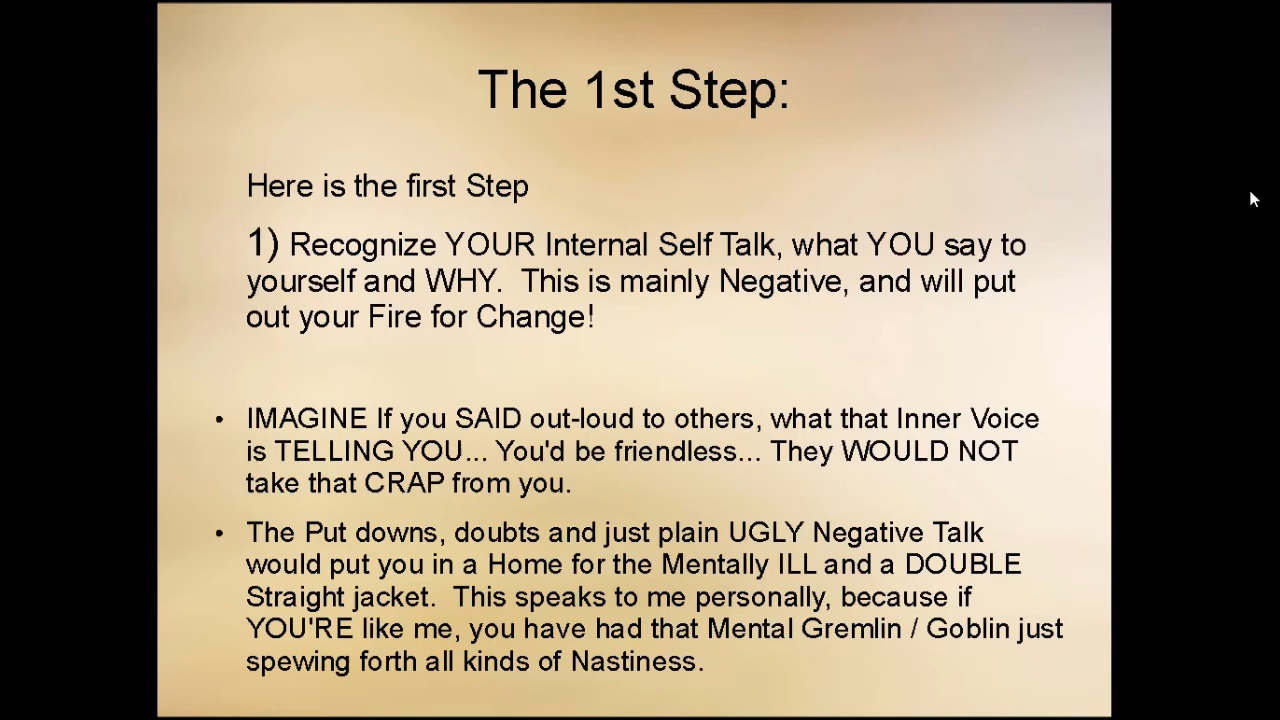 The 1st Step:
Here is the first Step
1) Recognize YOUR Internal Self Talk, what YOU say to
yourself and WHY.  This is mainly Negative, and will put
out your Fire for Change!
• IMAGINE If you SAID out-loud to others, what that Inner Voice
is TELLING YOU... You'd be friendless... They WOULD NOT
take that CRAP from you.
• The Put downs, doubts and just plain UGLY Negative Talk
would put you in a Home for the Mentally ILL and a DOUBLE
Straight jacket.  This speaks to me personally, because if
YOU'RE like me, you have had that Mental Gremlin / Goblin just
spewing forth all kinds of Nastiness.